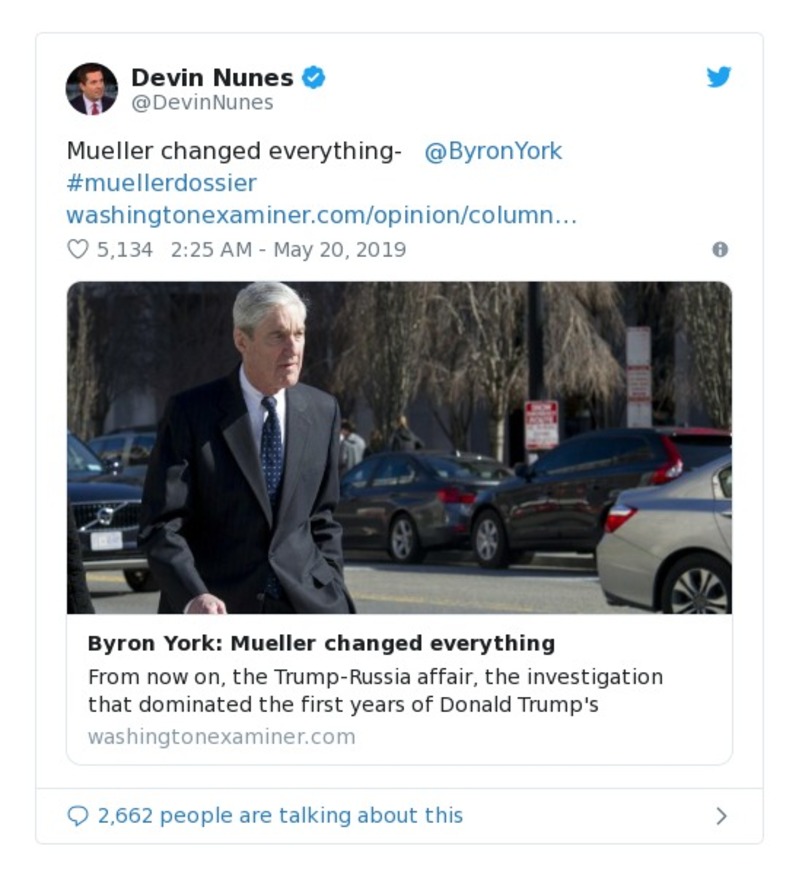 Devin Nunes
@DevinNunes
Mueller changed everything- @ByronYork
#muellerdossier
washingtonexaminer.com/opinion/column…
5,134 2:25 AM - May 20, 2019
Byron York: Mueller changed everything
From now on, the Trump-Russia affair, the investigation
that dominated the first years of Donald Trump's
washingtonexaminer.com
2,662 people are talking about this